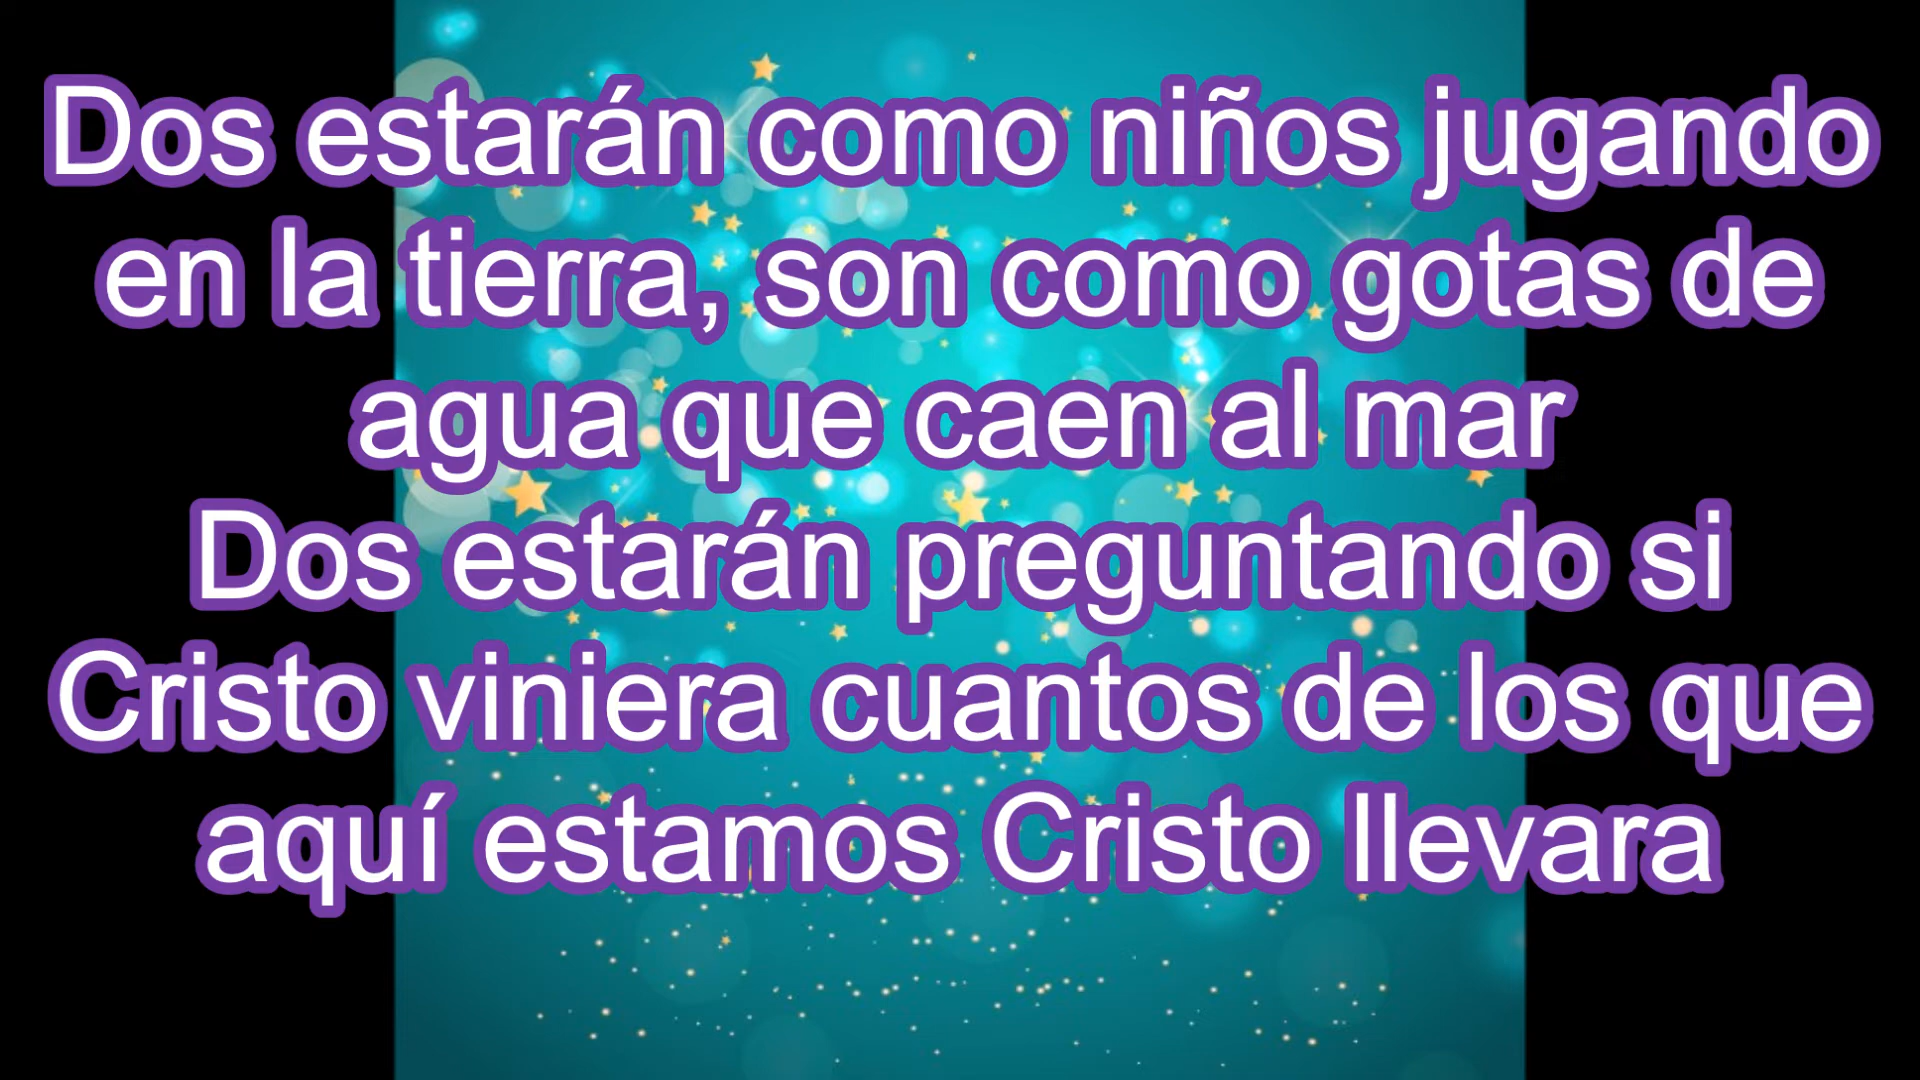 Dos estarán como niños jugando
en la tierra, son como gotas de
agua que caen al mar
Dos estarán preguntando si
Cristo viniera cuantos de los que
aquí estamos Cristo llevara